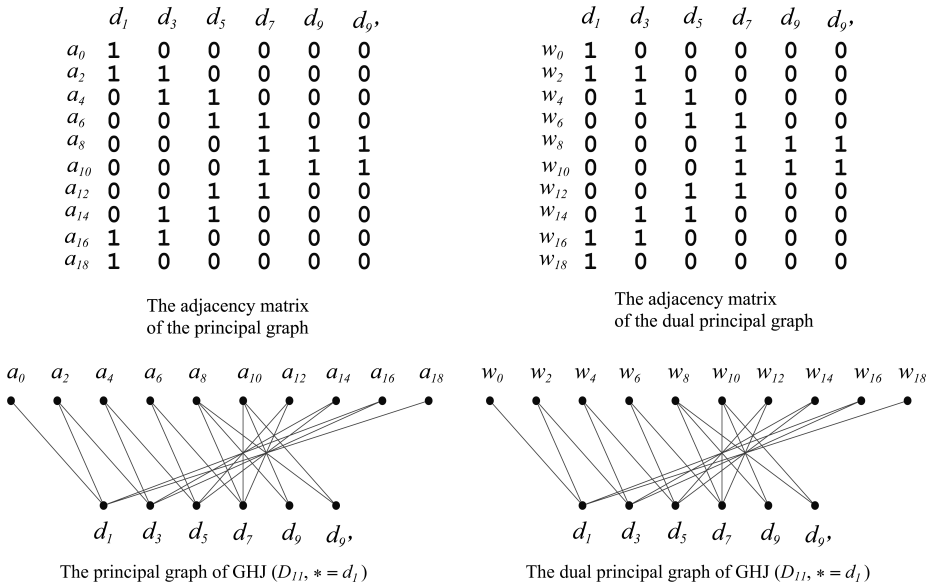 d₁ d₃ d₅ d₇ d₉ d₉,
a₀ 1 0 0 0 0 0
a₂ 1 1 0 0 0 0
a₄ 0 1 1 0 0 0
a₆ 0 0 1 1 0 0
a₈ 0 0 0 1 1 1
a₁₀ 0 0 0 1 1 1
a₁₂ 0 0 1 1 0 0
a₁₄ 0 1 1 0 0 0
a₁₆ 1 1 0 0 0 0
a₁₈ 1 0 0 0 0 0
The adjacency matrix
of the principal graph
d₁ d₃ d₅ d₇ d₉ d₉,
w₀ 1 0 0 0 0 0
w₂ 1 1 0 0 0 0
w₄ 0 1 1 0 0 0
w₆ 0 0 1 1 0 0
w₈ 0 0 0 1 1 1
w₁₀ 0 0 0 1 1 1
w₁₂ 0 0 1 1 0 0
w₁₄ 0 1 1 0 0 0
w₁₆ 1 1 0 0 0 0
w₁₈ 1 0 0 0 0 0
The adjacency matrix
of the dual principal graph
a₀ a₂ a₄ a₆ a₈ a₁₀ a₁₂ a₁₄ a₁₆ a₁₈
d₁ d₃ d₅ d₇ d₉ d₉,
The principal graph of GHJ (D₁₁, * = d₁)
w₀ w₂ w₄ w₆ w₈ w₁₀ w₁₂ w₁₄ w₁₆ w₁₈
d₁ d₃ d₅ d₇ d₉ d₉,
The dual principal graph of GHJ (D₁₁, * = d₁)